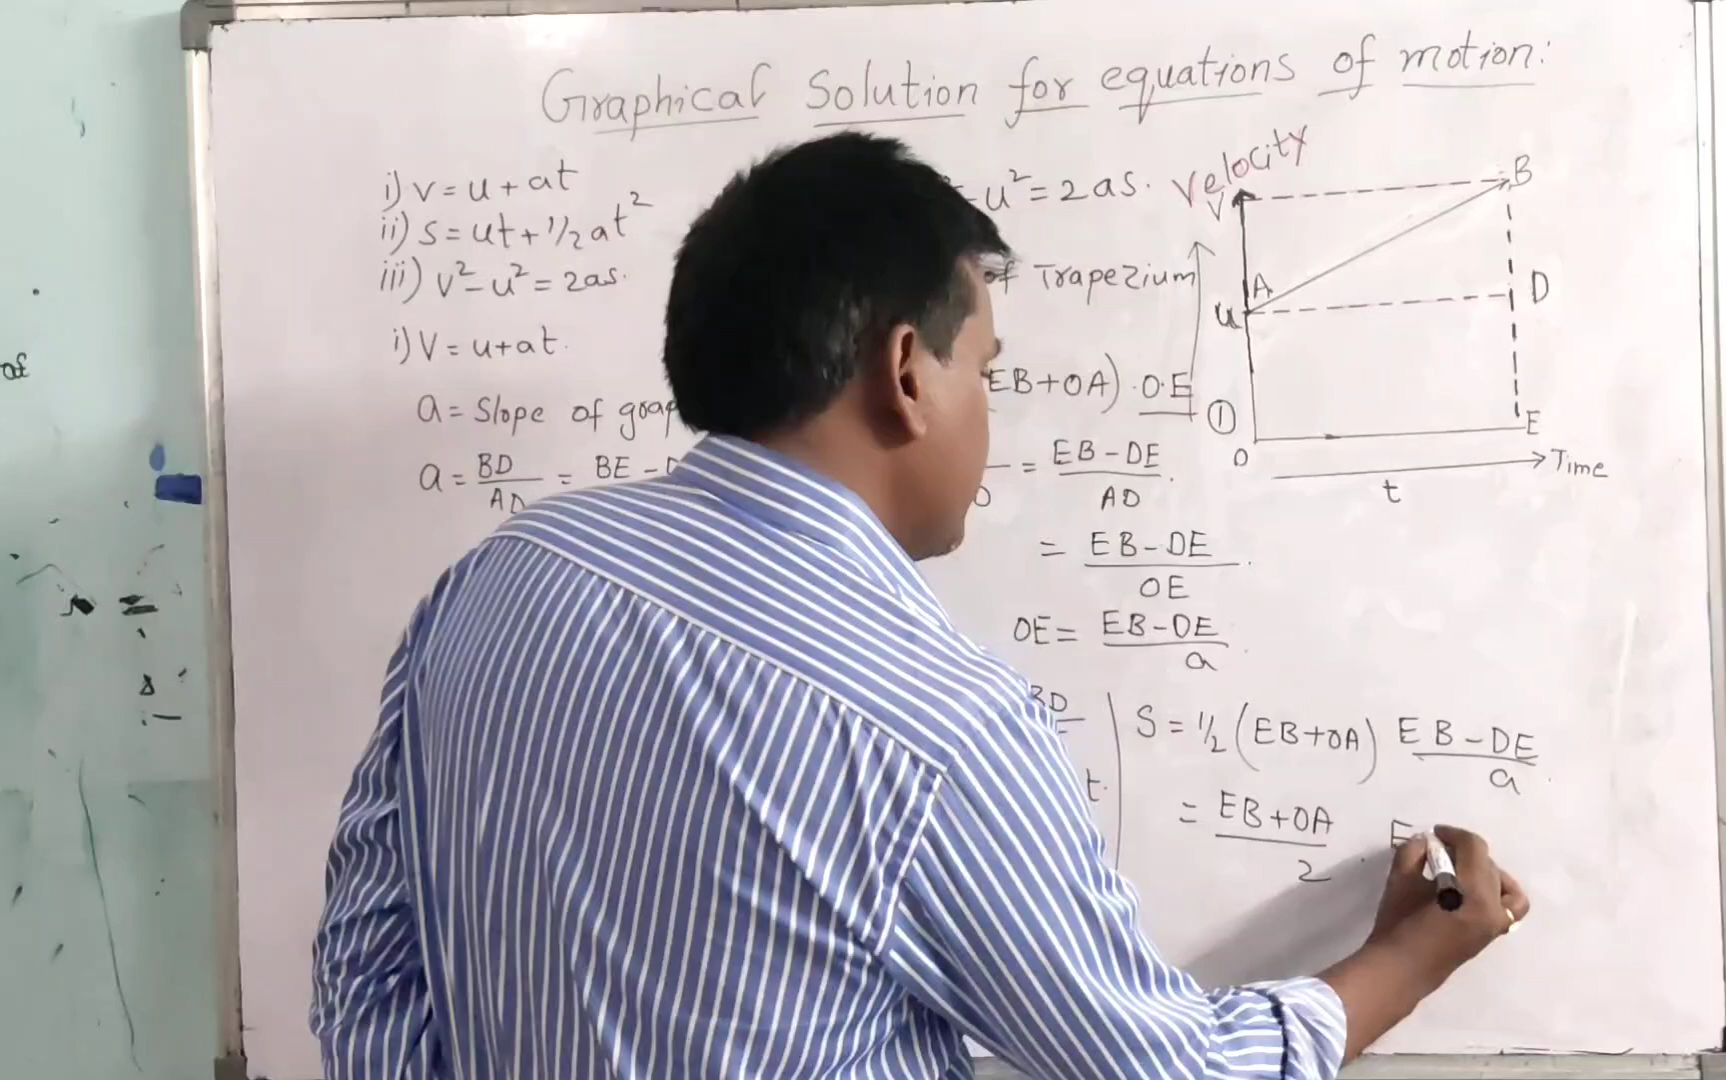 Graphical Solution for equations of motion:
i) v = u + at
ii) s = ut + 1/2 at²
iii) v² - u² = 2as.
i) V = u + at.
a = Slope of
a = BD/AD = BE -
- u² = 2as.
of Trapezium
EB + OA) . O.E
①
= EB - DE / AD.
= EB - DE / OE.
OE = EB - DE / a.
BD
t.
S = 1/2 (EB + OA) EB - DE / a.
= EB + OA / 2 . E
Velocity
V
B
A
u
D
E
O
Time
t
of